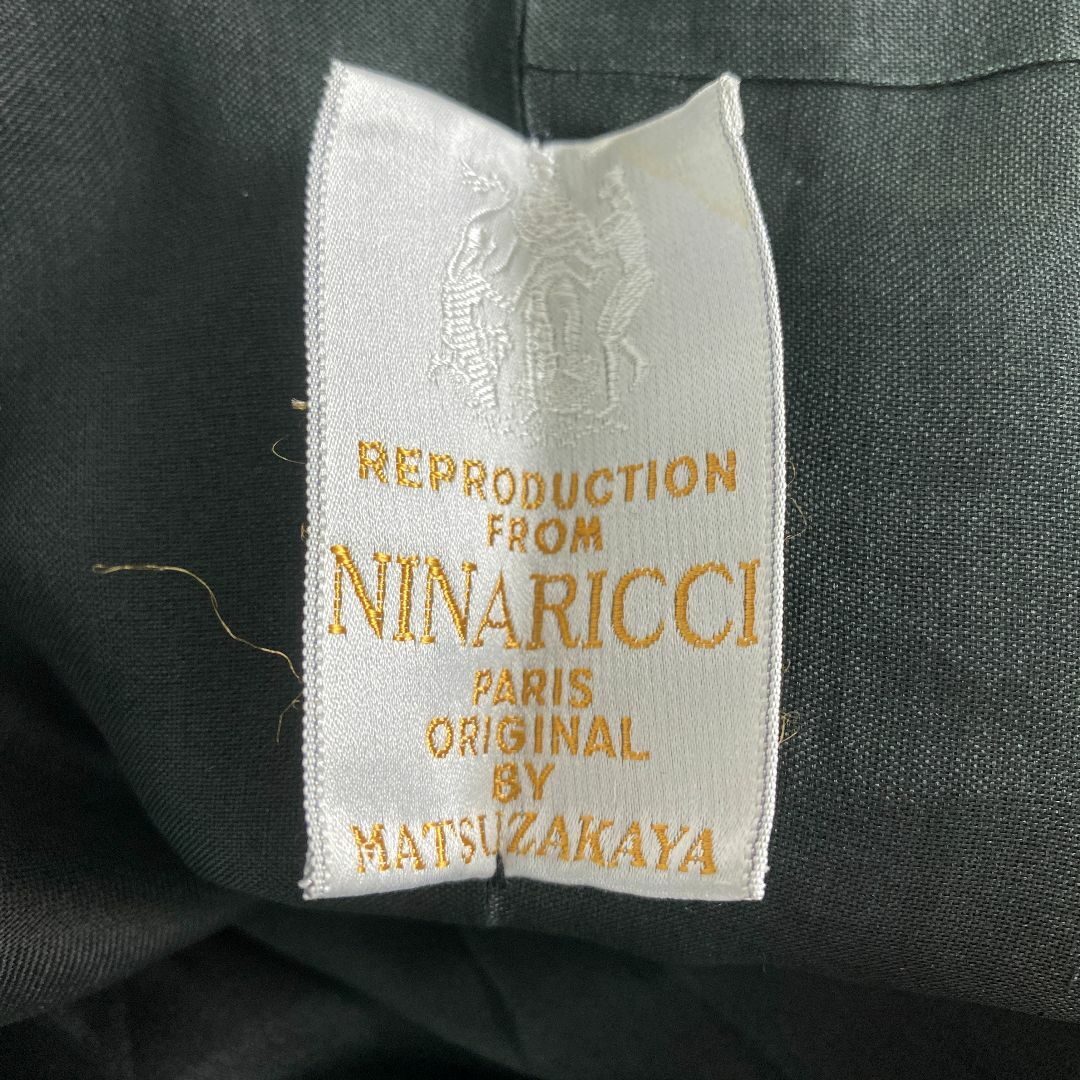 REPRODUCTION
FROM
NINARICCI
PARIS
ORIGINAL
BY
MATSUZAKAYA